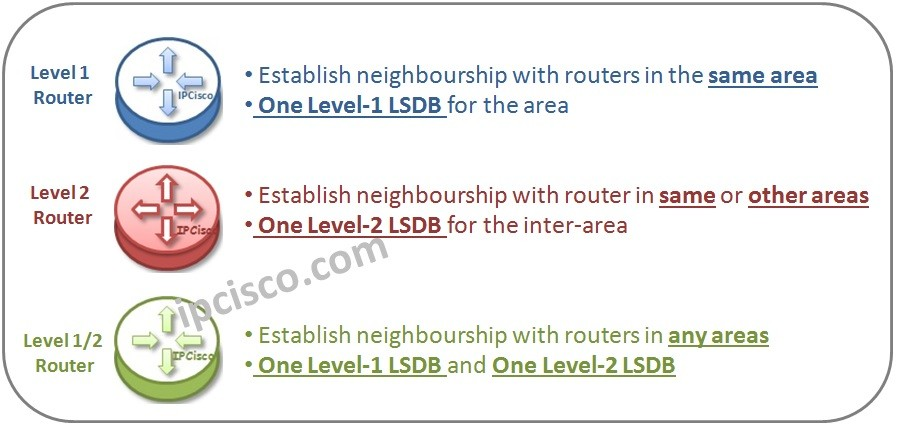 Level 1
Router
IPCisco
• Establish neighbourship with routers in the same area
• One Level-1 LSDB for the area
Level 2
Router
IPCisco
• Establish neighbourship with router in same or other areas
• One Level-2 LSDB for the inter-area
ipcisco.com
Level 1/2
Router
IPCisco
• Establish neighbourship with routers in any areas
• One Level-1 LSDB and One Level-2 LSDB